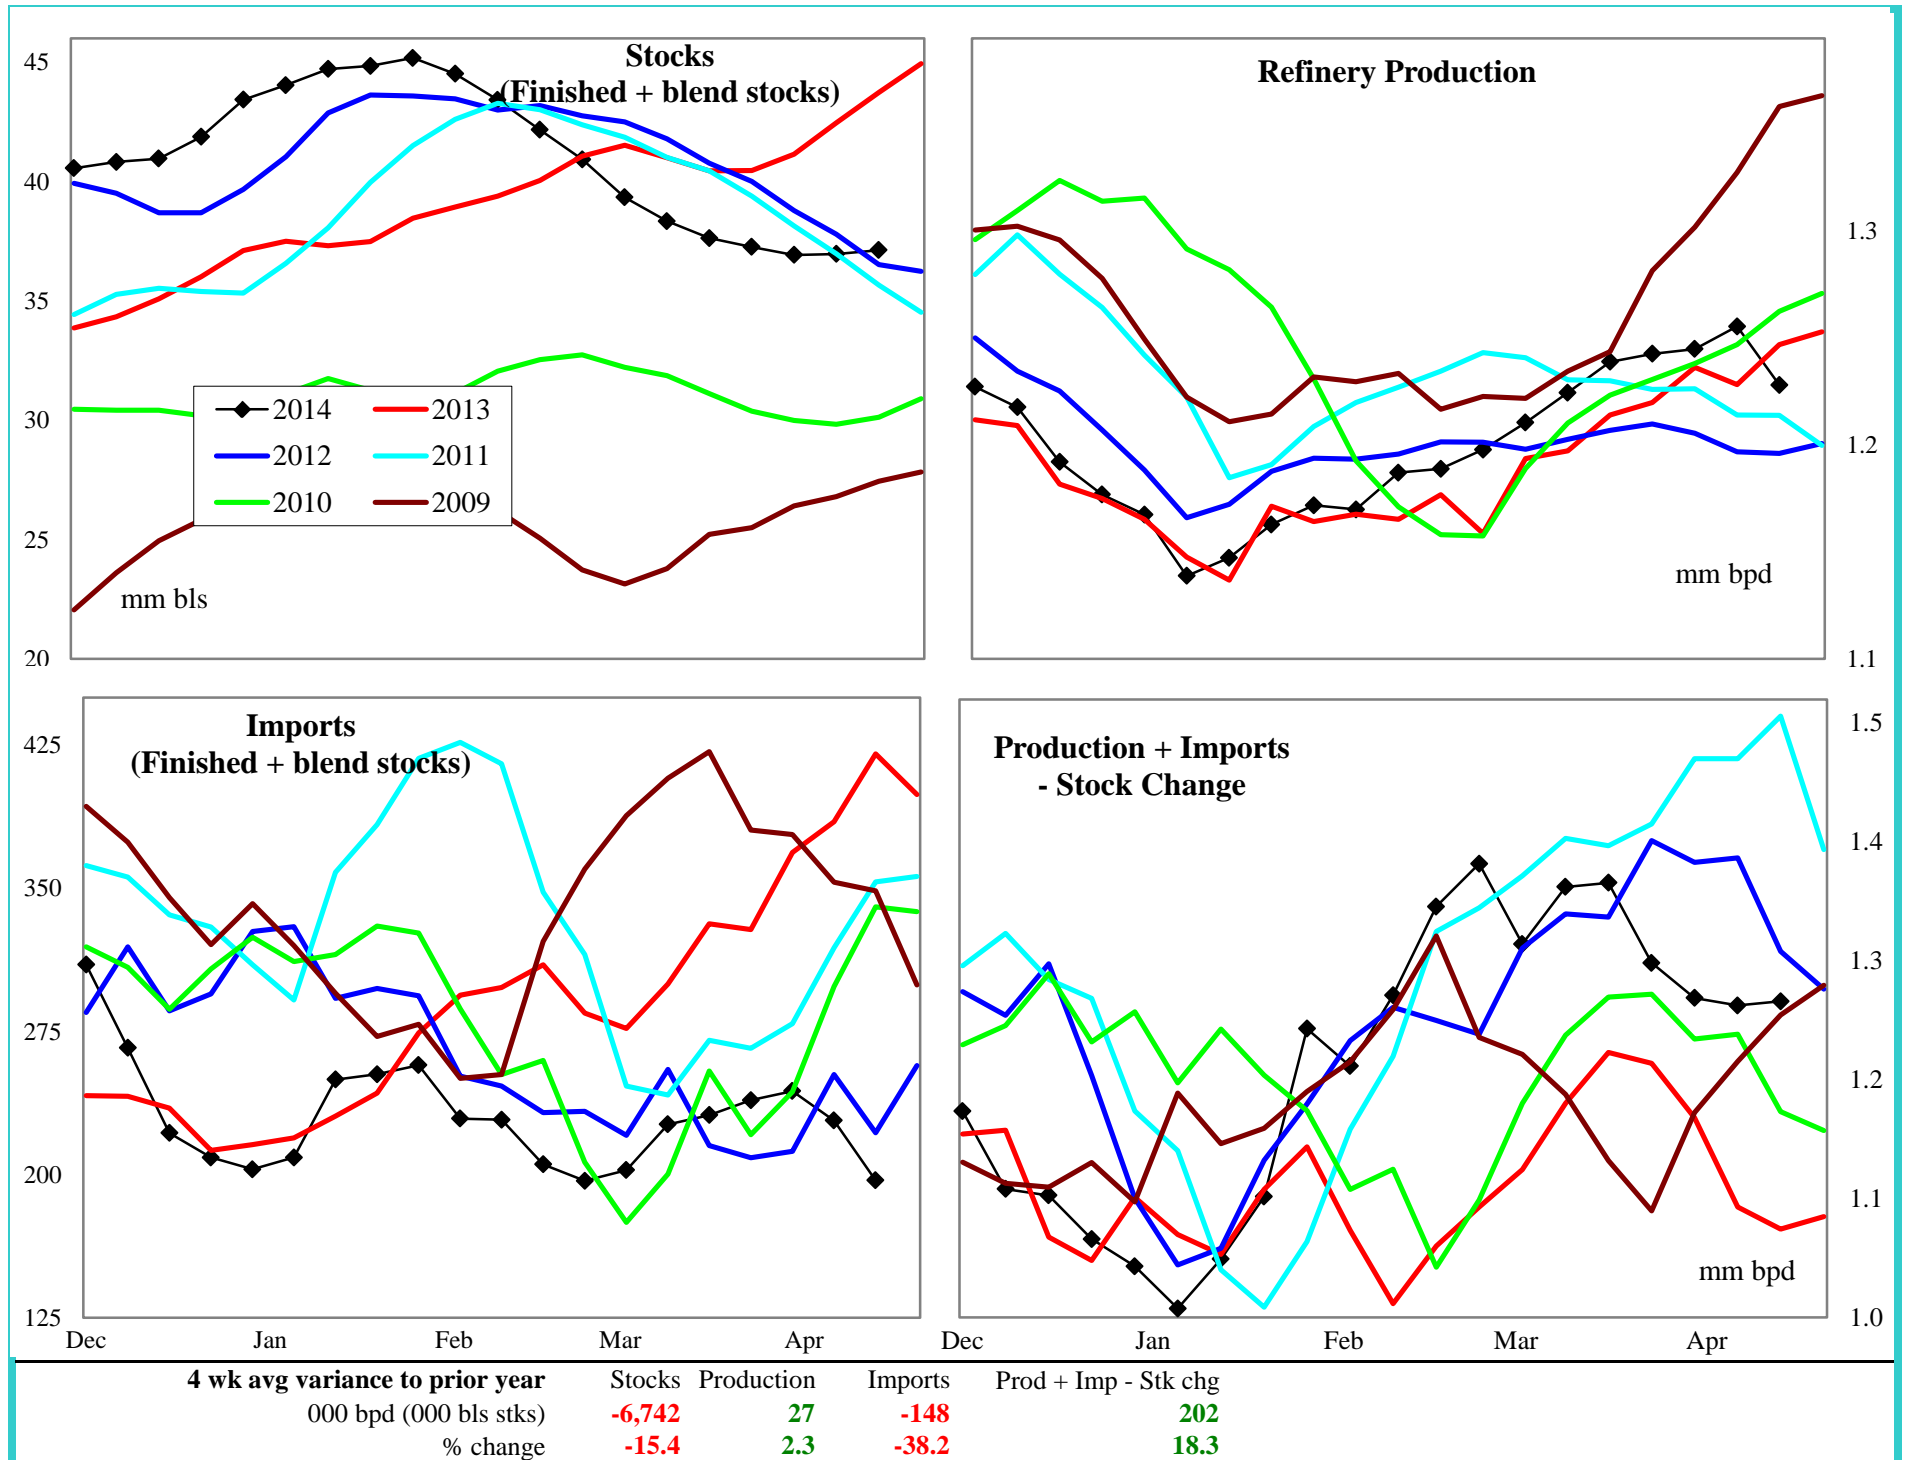 Stocks
(Finished + blend stocks)
45
40
35
30
25
20
2014
2013
2012
2011
2010
2009
mm bls
Refinery Production
1.3
1.2
1.1
mm bpd
Imports
(Finished + blend stocks)
425
350
275
200
125
Dec Jan Feb Mar Apr
Production + Imports
- Stock Change
1.5
1.4
1.3
1.2
1.1
1.0
mm bpd
Dec Jan Feb Mar Apr
4 wk avg variance to prior year Stocks Production Imports Prod + Imp - Stk chg
000 bpd (000 bls stks) -6,742 27 -148 202
% change -15.4 2.3 -38.2 18.3